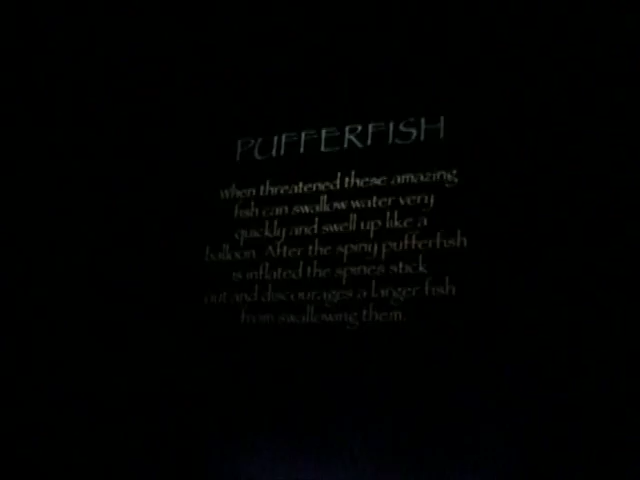 PUFFERFISH
When threatened these amazing
fish can swallow water very
quickly and swell up like a
balloon. After the spiny pufferfish
is inflated the spines stick
out and discourages a larger fish
from swallowing them.